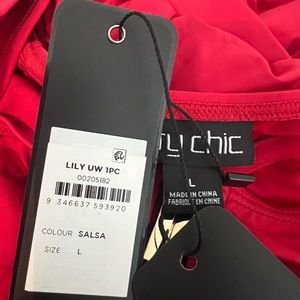 LILY UW 1PC
00205182
9 346637 593920
COLOUR SALSA
SIZE L
chic
L
MADE IN CHINA